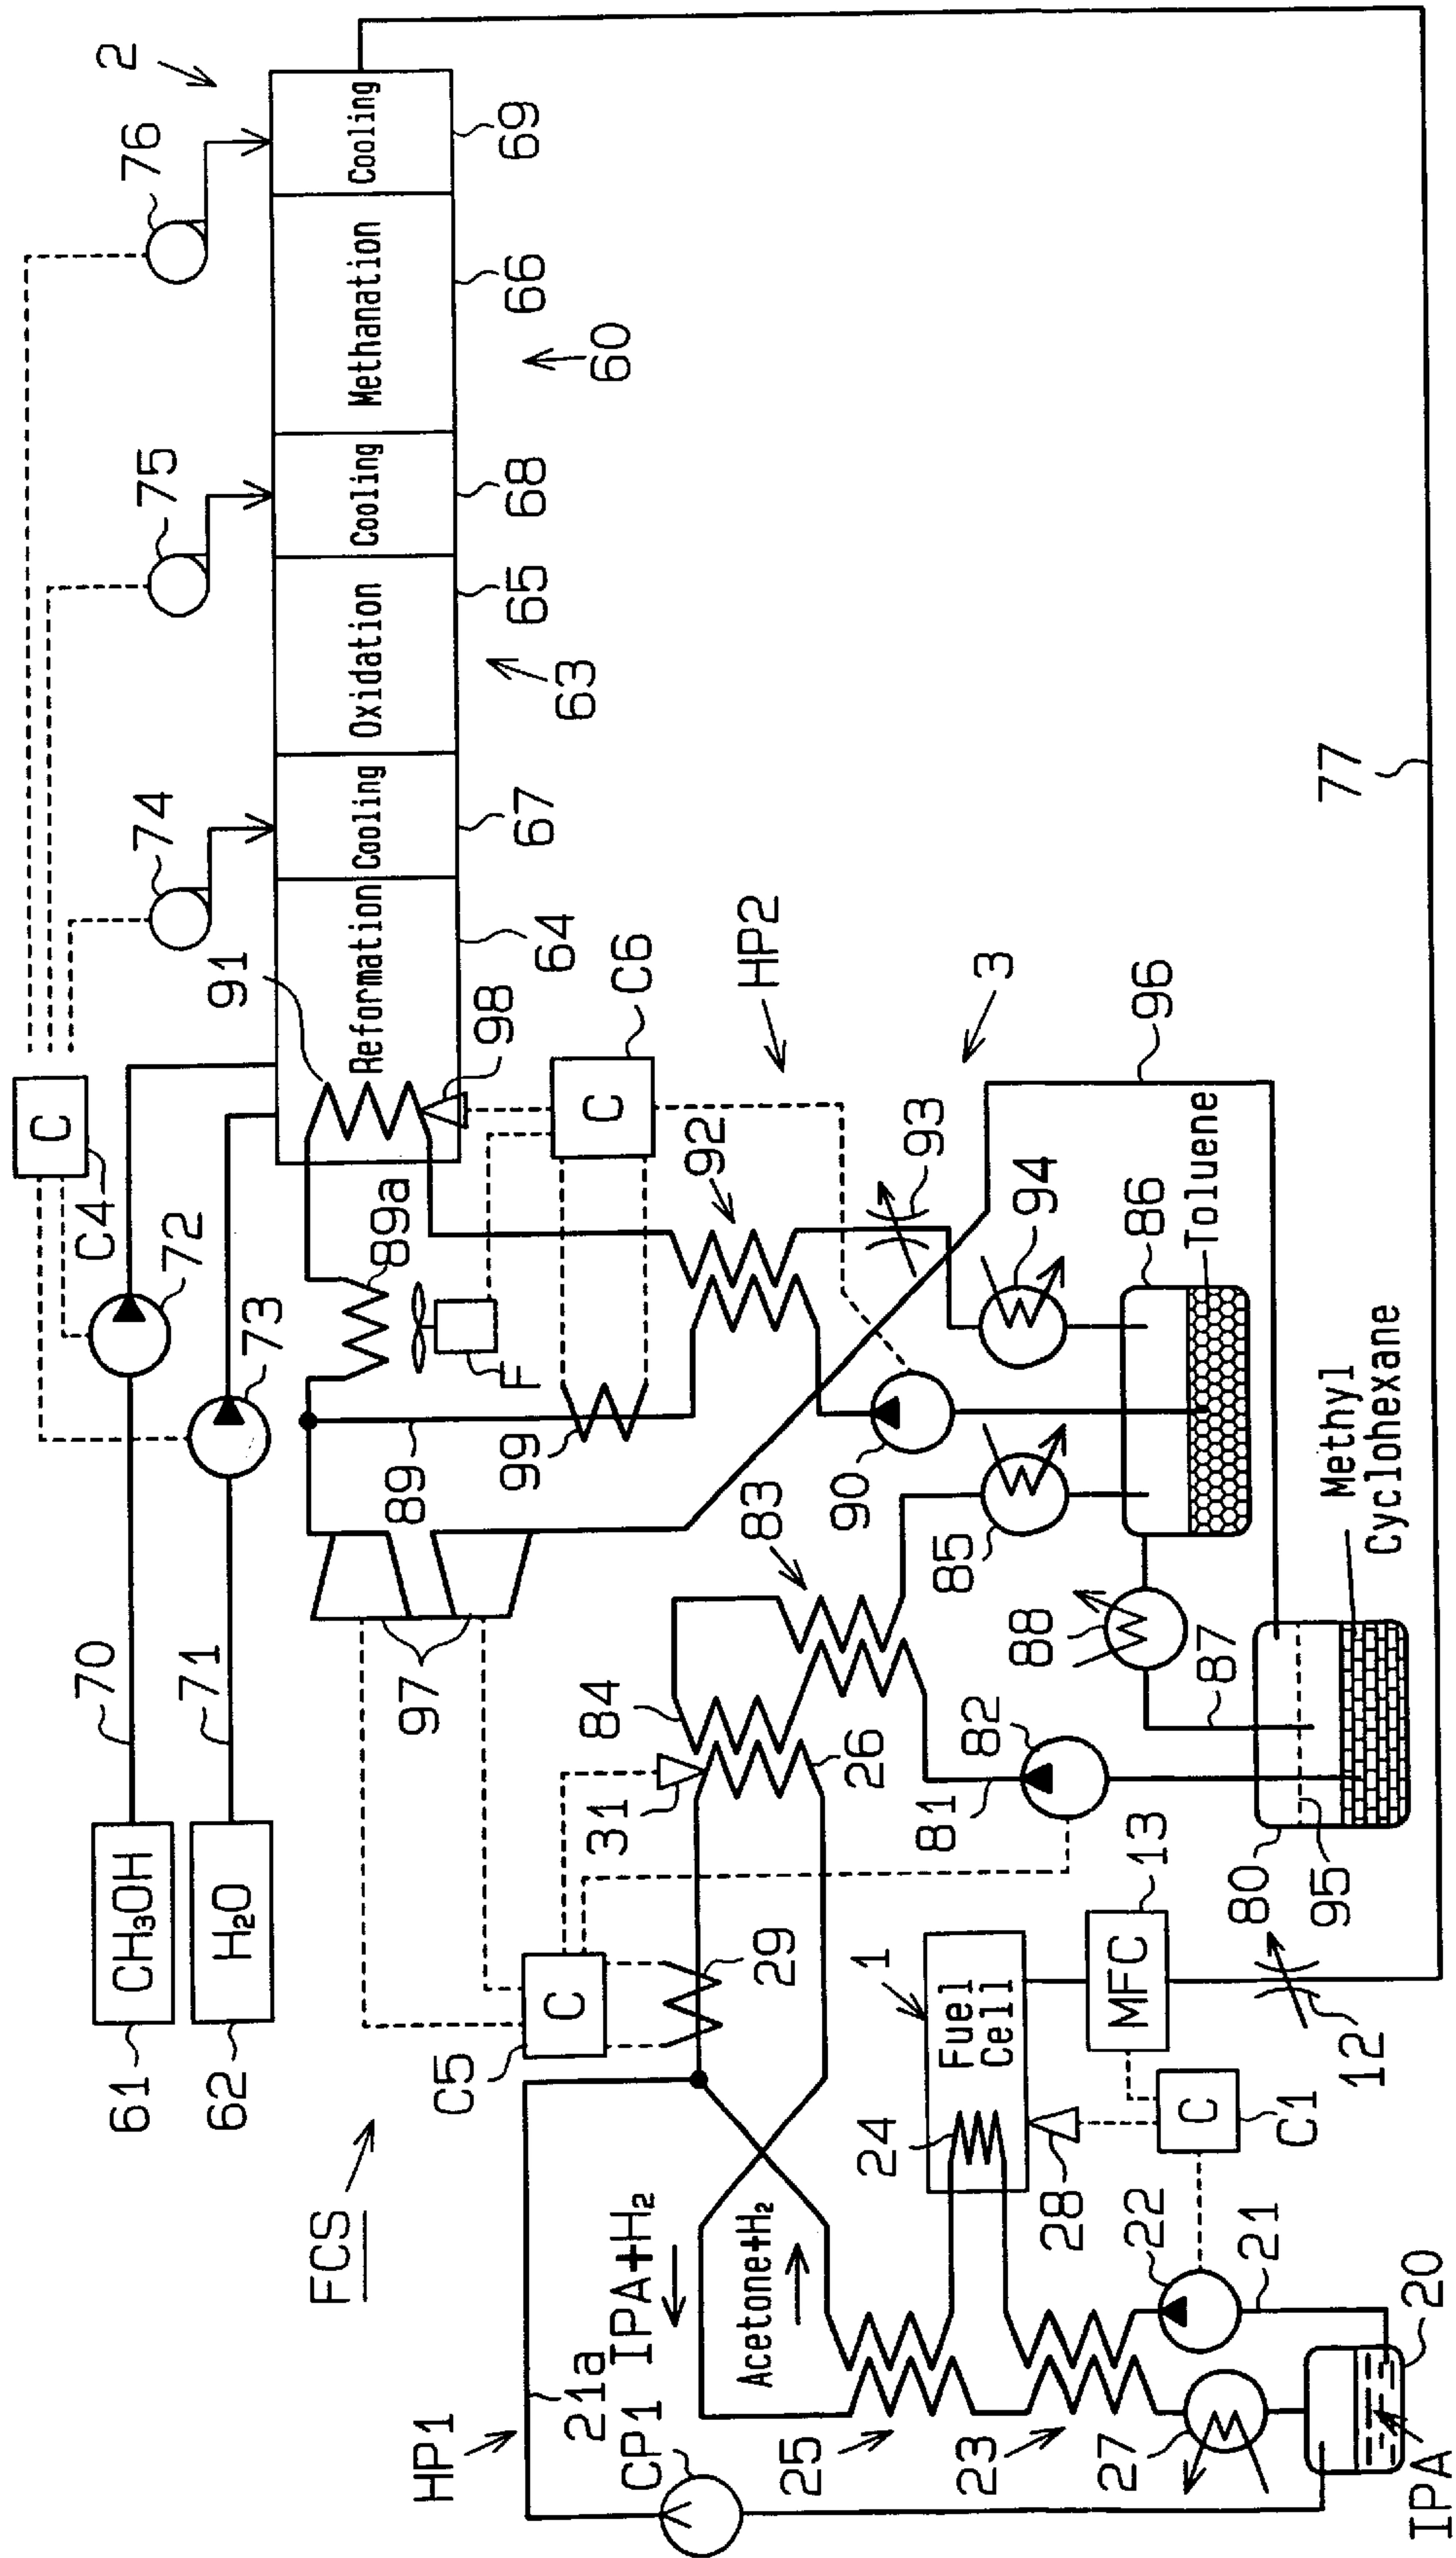 FCS
HP1
21a
CP1
IPA+H₂
Acetone+H₂
25
23
27
IPA
20
21
22
28
24
Fuel
Cell
1
C
C1
MFC
13
12
C5
C
29
31
26
84
83
81
82
80
95
87
88
85
90
86
Toluene
Methyl
Cyclohexane
94
93
92
96
3
HP2
C
C6
98
99
89
89a
F
97
61
CH₃OH
62
H₂O
70
71
72
73
C4
C
74
75
76
2
91
Reformation
Cooling
Oxidation
Cooling
Methanation
Cooling
64
67
65
68
66
69
63
60
77